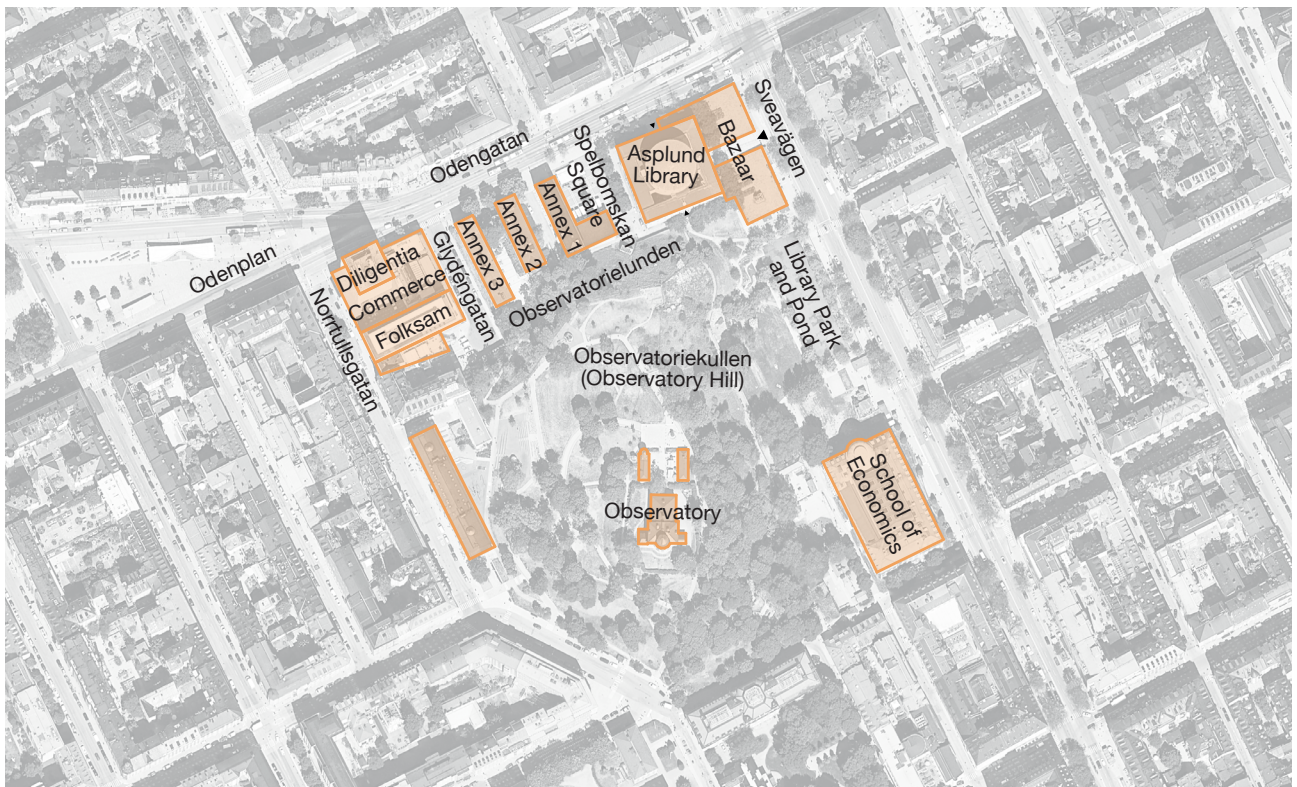 Sveavägen
Bazaar
Asplund
Library
Odengatan
Spelbomskan
Square
Annex 1
Annex 2
Annex 3
Glydéngatan
Observatorielunden
Odenplan
Diligentia
Commerce
Folksam
Norrtullsgatan
Library Park
and Pond
Observatoriekullen
(Observatory Hill)
Observatory
School of
Economics